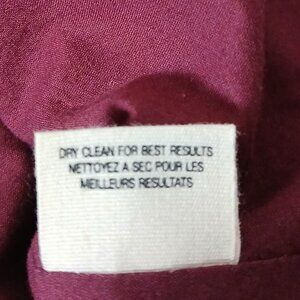 DRY CLEAN FOR BEST RESULTS
NETTOYEZ A SEC POUR LES
MEILLEURS RESULTATS